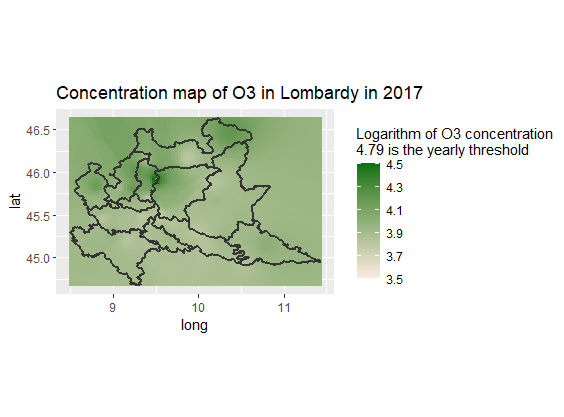 Concentration map of O3 in Lombardy in 2017
46.5
46.0
45.5
45.0
lat
9
10
11
long
Logarithm of O3 concentration
4.79 is the yearly threshold
4.5
4.3
4.1
3.9
3.7
3.5